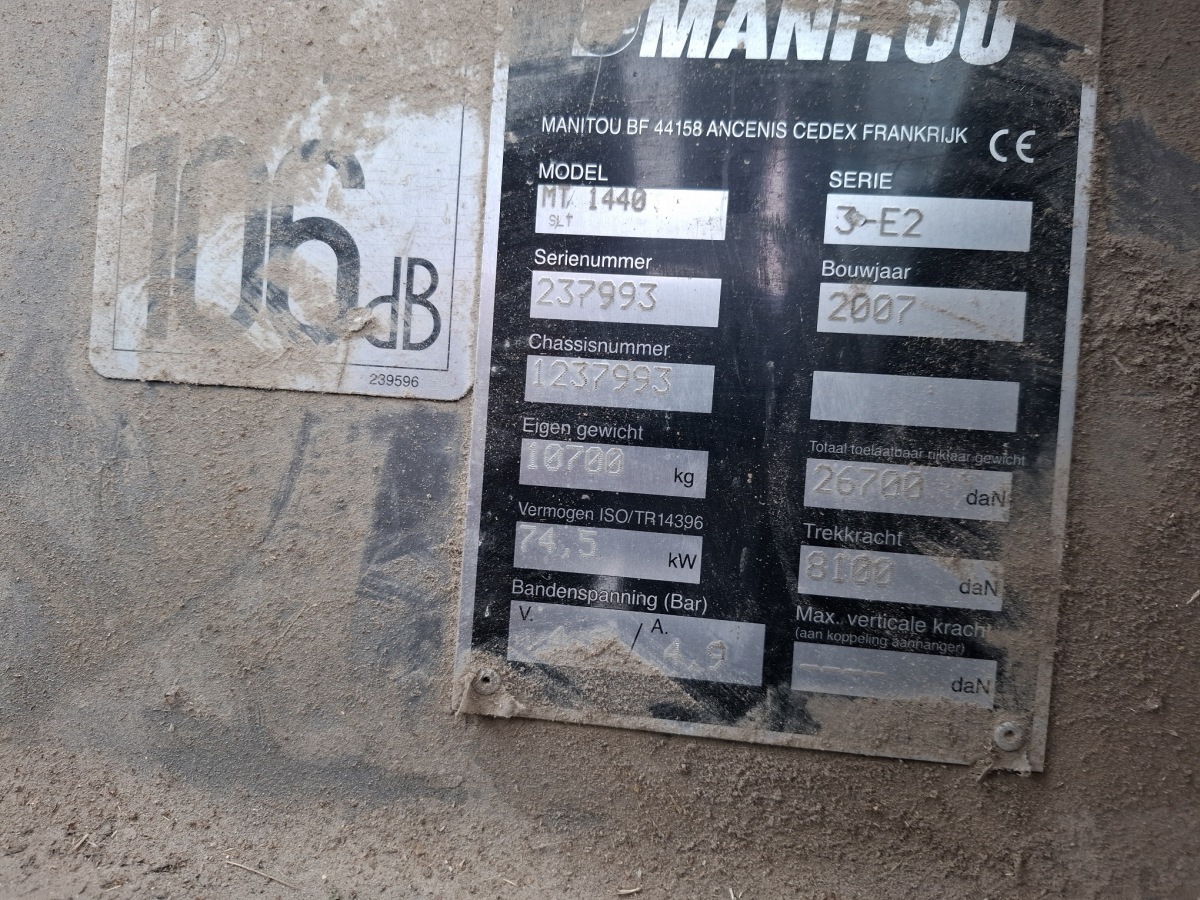 MANITOU
MANITOU BF 44158 ANCENIS CEDEX FRANKRIJK CE
MODEL
MT 1440
SLT
SERIE
3-E2
Serienummer
237993
Bouwjaar
2007
Chassisnummer
1237993
Eigen gewicht
10700 kg
Totaal toelaatbaar rijklaar gewicht
26700 daN
Vermogen ISO/TR14396
74,5 kW
Trekkracht
8100 daN
Bandenspanning (Bar)
V. / A.
4,9
Max. verticale kracht
(aan koppeling aanhanger)
---- daN
106 dB
239596